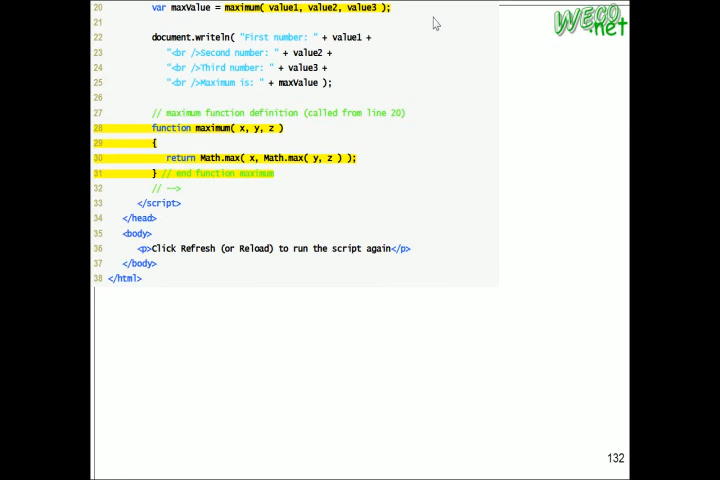 20 var maxValue = maximum( value1, value2, value3 );
21
22 document.writeln( "First number: " + value1 +
23 "<br />Second number: " + value2 +
24 "<br />Third number: " + value3 +
25 "<br />Maximum is: " + maxValue );
26
27 // maximum function definition (called from line 20)
28 function maximum( x, y, z )
29 {
30 return Math.max( x, Math.max( y, z ) );
31 } // end function maximum
32 // -->
33 </script>
34 </head>
35 <body>
36 <p>Click Refresh (or Reload) to run the script again</p>
37 </body>
38 </html>
WECO
.net
132